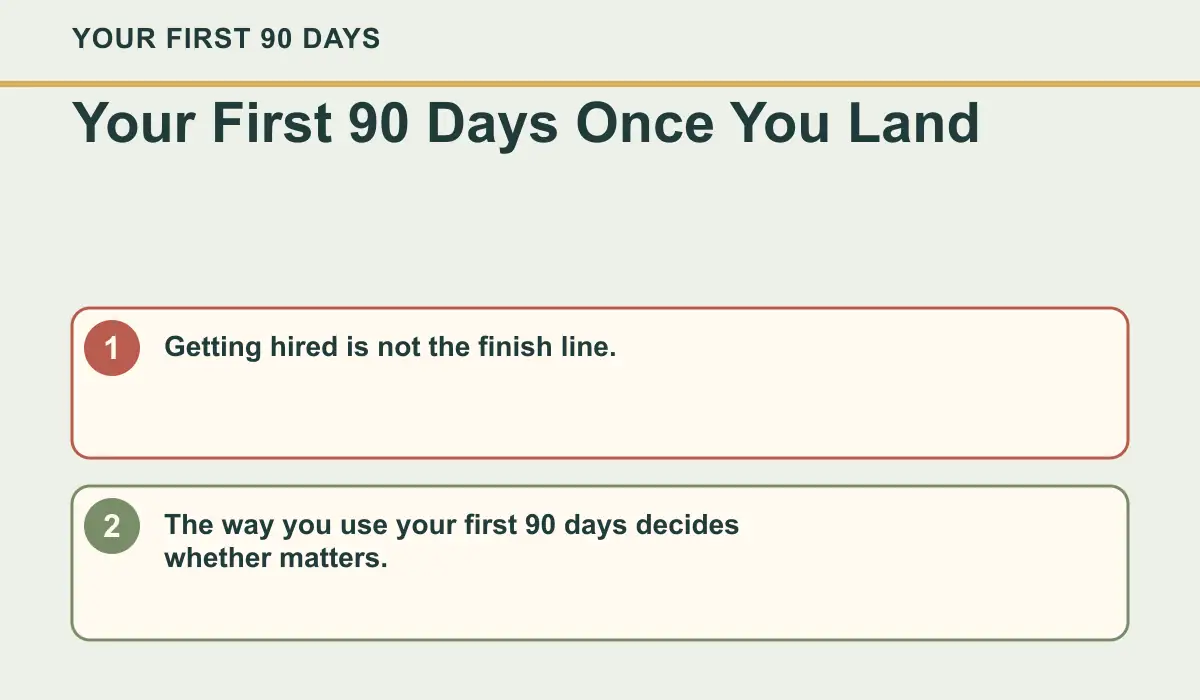 YOUR FIRST 90 DAYS
Your First 90 Days Once You Land
1
Getting hired is not the finish line.
2
The way you use your first 90 days decides
whether matters.